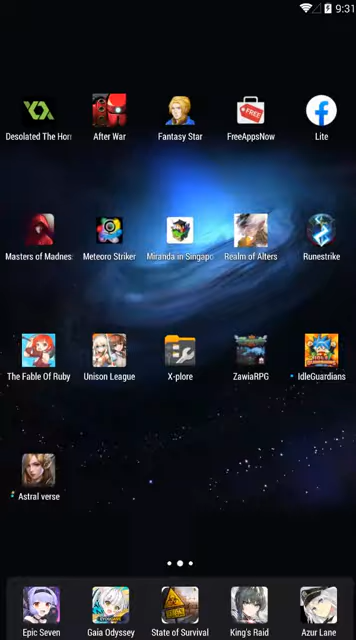 9:31
Desolated The Horr
After War
Fantasy Star
FREE
FreeAppsNow
Lite
Masters of Madnes
Meteoro Striker
Miranda in Singapo
Realm of Alters
Runestrike
The Fable Of Ruby
Unison League
X-plore
ZawiaRPG
IdleGuardians
Astral verse
Epic Seven
Gaia Odyssey
State of Survival
King's Raid
Azur Lane